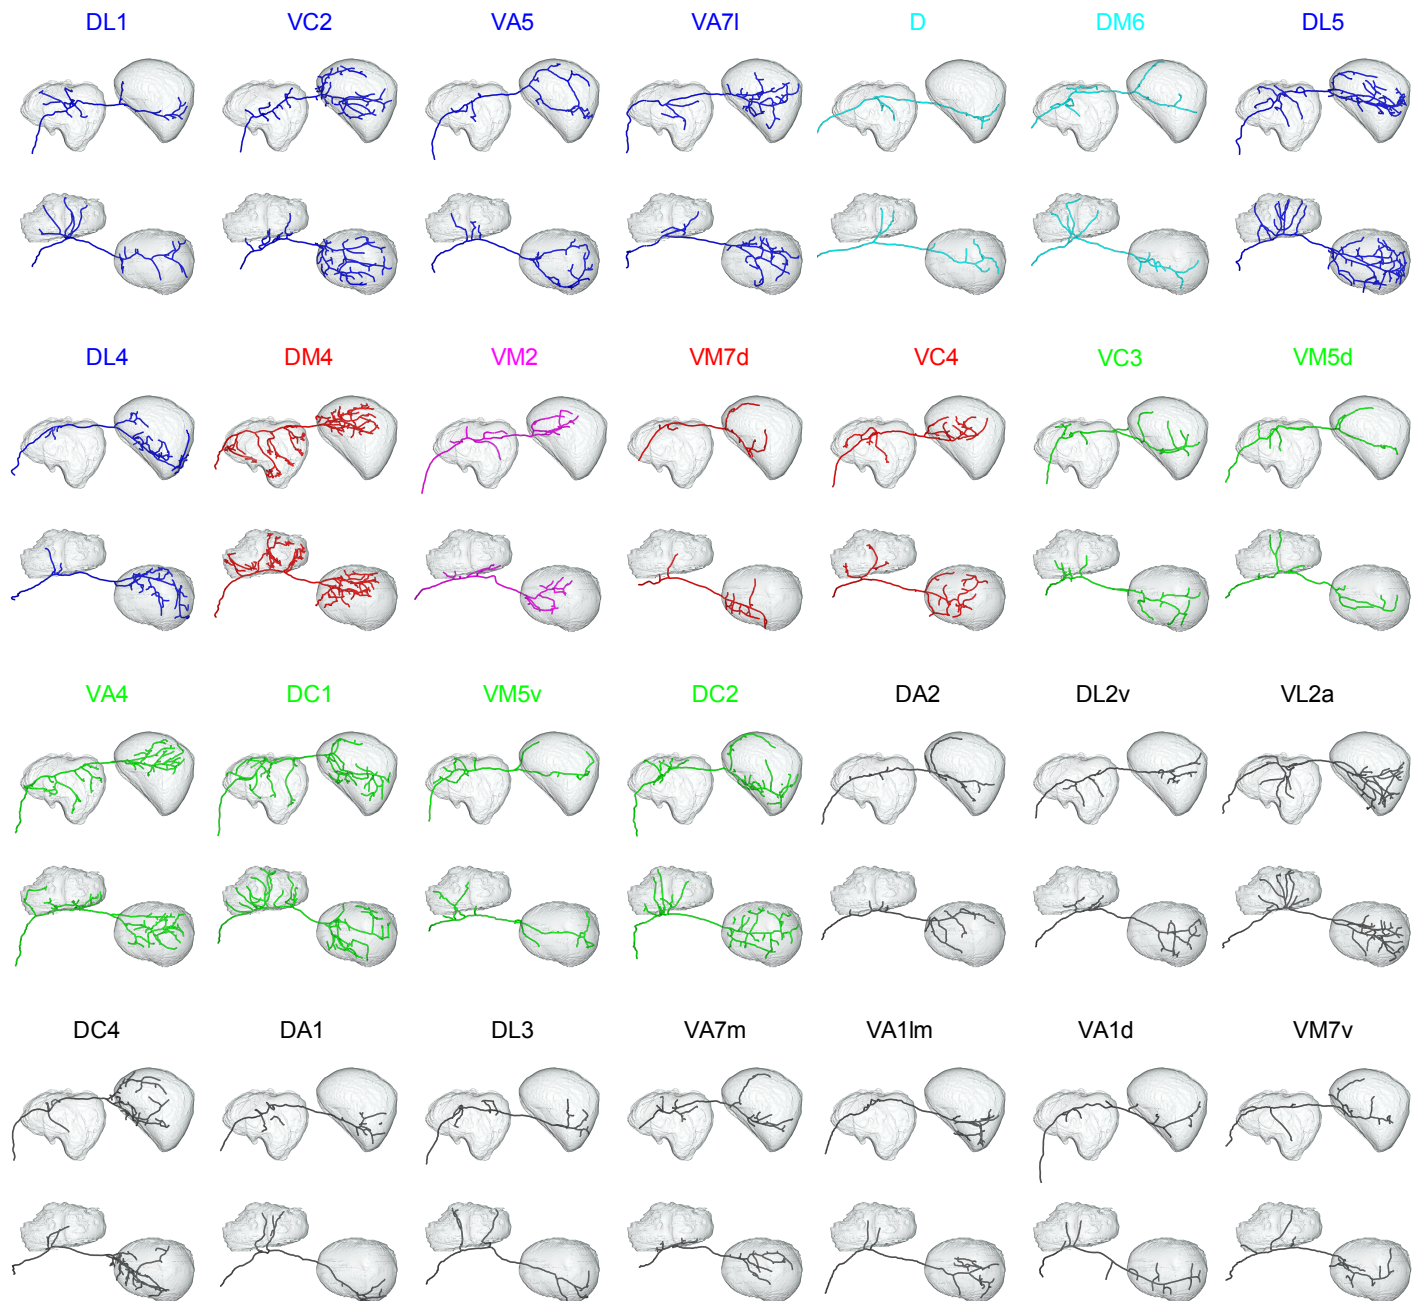 DL1 VC2 VA5 VA7l D DM6 DL5
DL4 DM4 VM2 VM7d VC4 VC3 VM5d
VA4 DC1 VM5v DC2 DA2 DL2v VL2a
DC4 DA1 DL3 VA7m VA1lm VA1d VM7v